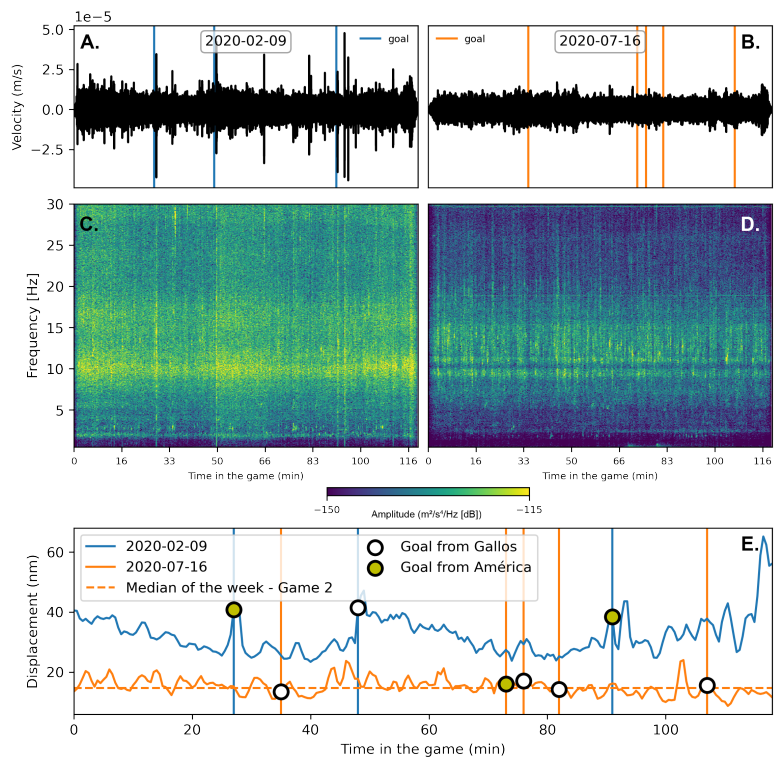 1e−5
A.
2020-02-09
goal
goal
2020-07-16
B.
5.0
2.5
0.0
−2.5
Velocity (m/s)
C.
D.
30
25
20
15
10
5
Frequency [Hz]
0 16 33 50 66 83 100 116
0 16 33 50 66 83 100 116
Time in the game (min)
Time in the game (min)
−150
−115
Amplitude (m²/s⁴/Hz [dB])
2020-02-09
2020-07-16
Median of the week - Game 2
Goal from Gallos
Goal from América
E.
60
40
20
Displacement (nm)
0 20 40 60 80 100
Time in the game (min)